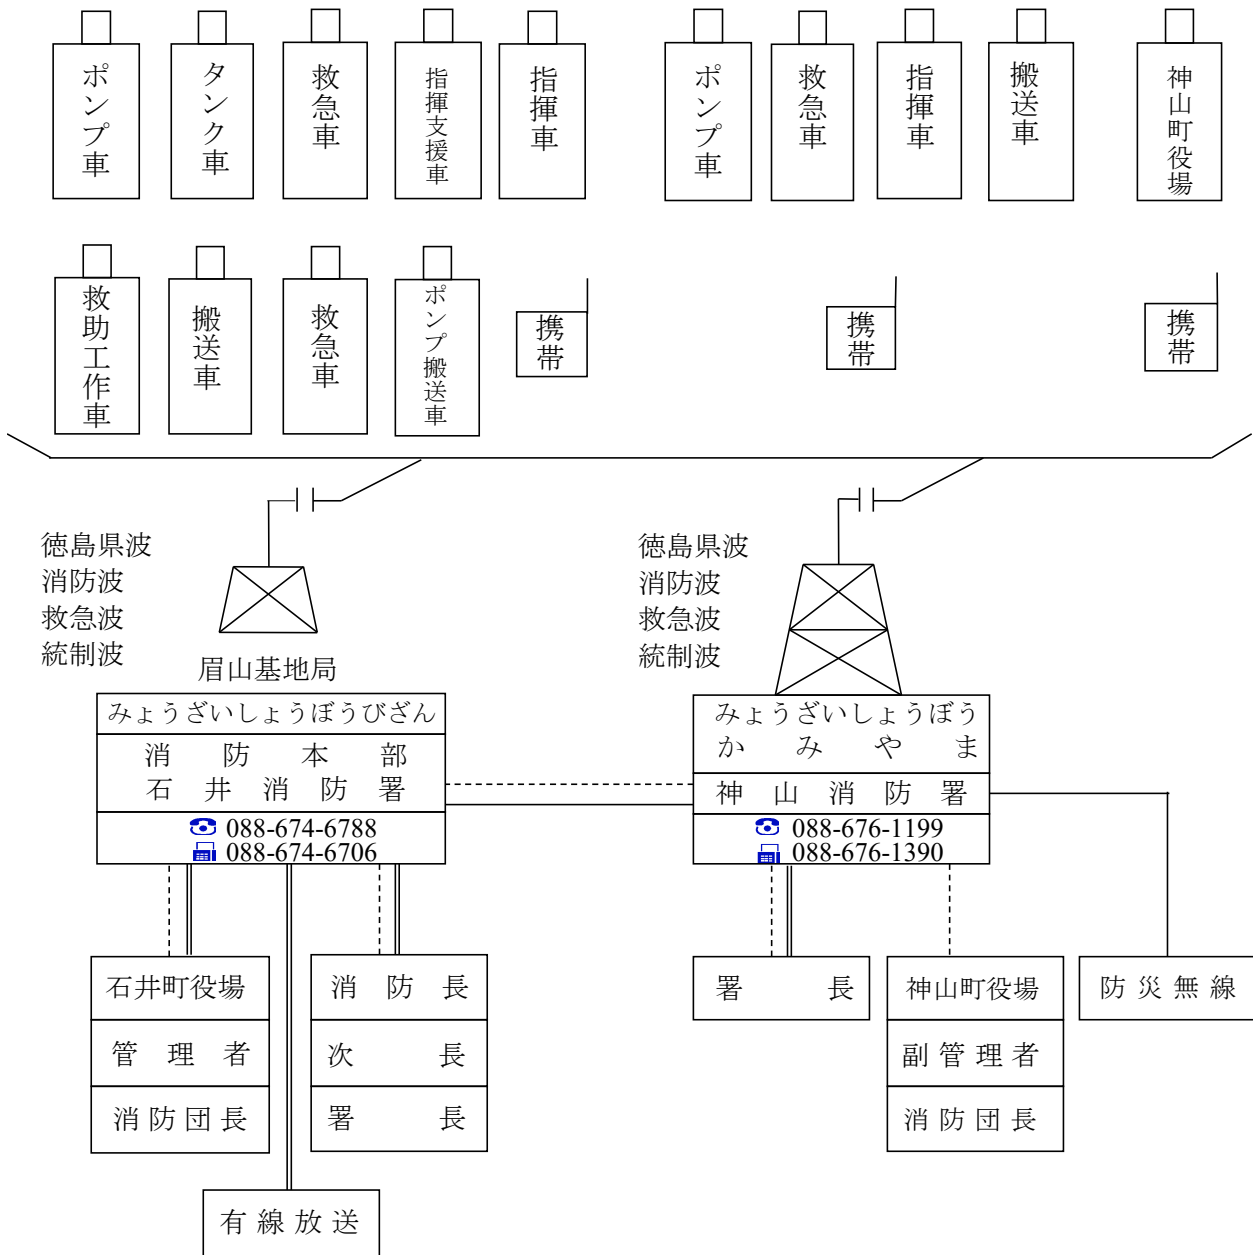 ポンプ車
タンク車
救急車
指揮支援車
指揮車
ポンプ車
救急車
指揮車
搬送車
神山町役場
救助工作車
搬送車
救急車
ポンプ搬送車
携帯
携帯
携帯
徳島県波
消防波
救急波
統制波
眉山基地局
徳島県波
消防波
救急波
統制波
みょうざいしょうぼうびざん
消防本部
石井消防署
088-674-6788
088-674-6706
みょうざいしょうぼう
かみやま
神山消防署
088-676-1199
088-676-1390
石井町役場
管理者
消防団長
消防長
次長
署長
署長
神山町役場
副管理者
消防団長
防災無線
有線放送